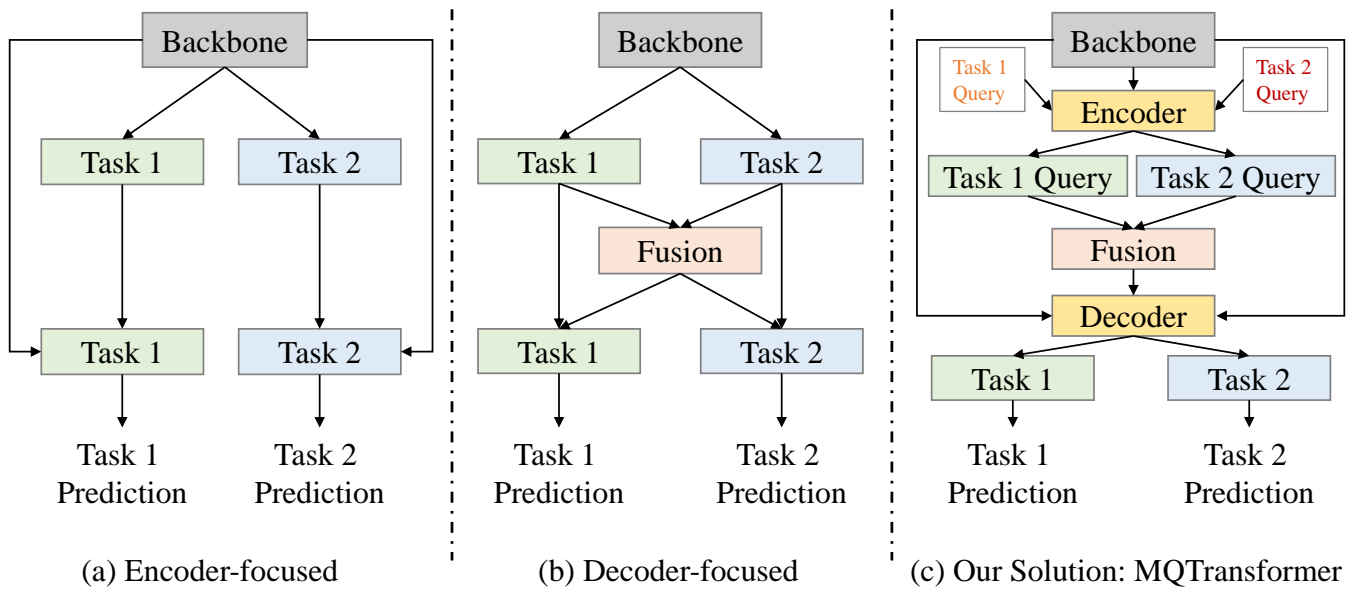 Backbone
Task 1
Task 2
Task 1
Task 2
Task 1
Prediction
Task 2
Prediction
(a) Encoder-focused
Backbone
Task 1
Task 2
Fusion
Task 1
Task 2
Task 1
Prediction
Task 2
Prediction
(b) Decoder-focused
Backbone
Task 1
Query
Task 2
Query
Encoder
Task 1 Query
Task 2 Query
Fusion
Decoder
Task 1
Task 2
Task 1
Prediction
Task 2
Prediction
(c) Our Solution: MQTransformer